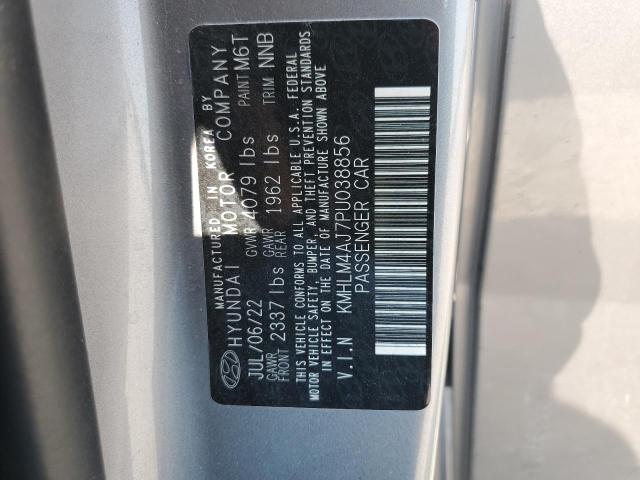 MANUFACTURED IN KOREA BY
HYUNDAI MOTOR COMPANY
JUL/06/22 GVWR 4079 lbs PAINT M6T
GAWR FRONT 2337 lbs GAWR REAR 1962 lbs TRIM NNB
THIS VEHICLE CONFORMS TO ALL APPLICABLE U.S.A. FEDERAL
MOTOR VEHICLE SAFETY, BUMPER, AND THEFT PREVENTION STANDARDS
IN EFFECT ON THE DATE OF MANUFACTURE SHOWN ABOVE
V.I.N KMHLM4AJ7PU038856
PASSENGER CAR